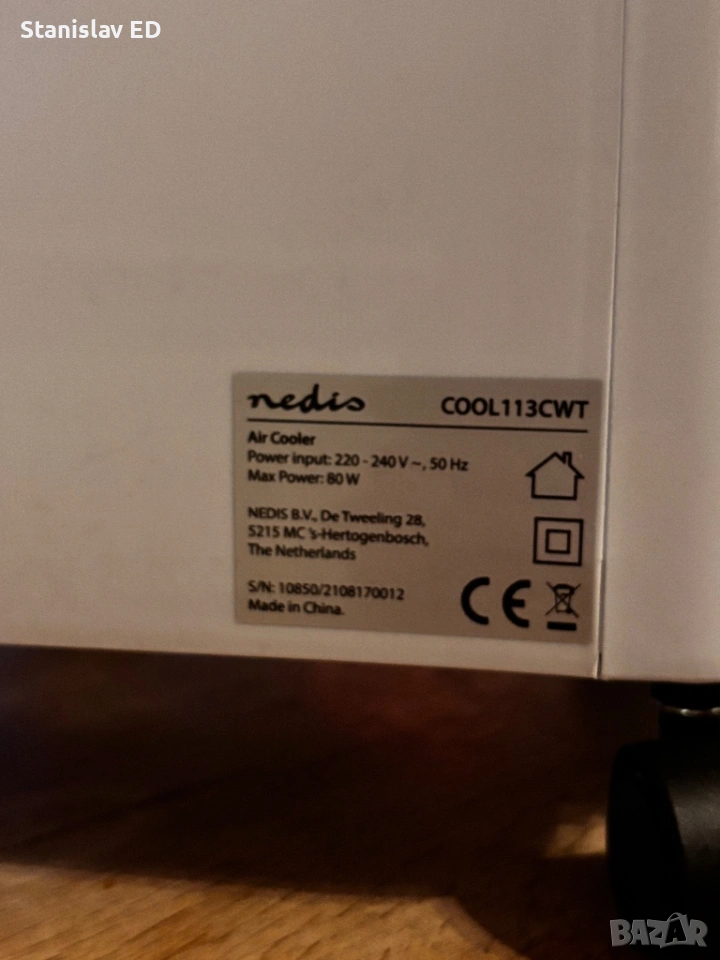 Stanislav ED
nedis COOL113CWT
Air Cooler
Power input: 220 - 240 V ~, 50 Hz
Max Power: 80 W
NEDIS B.V., De Tweeling 28,
5215 MC 's-Hertogenbosch,
The Netherlands
S/N: 10850/2108170012
Made in China.
CE
BAZAR